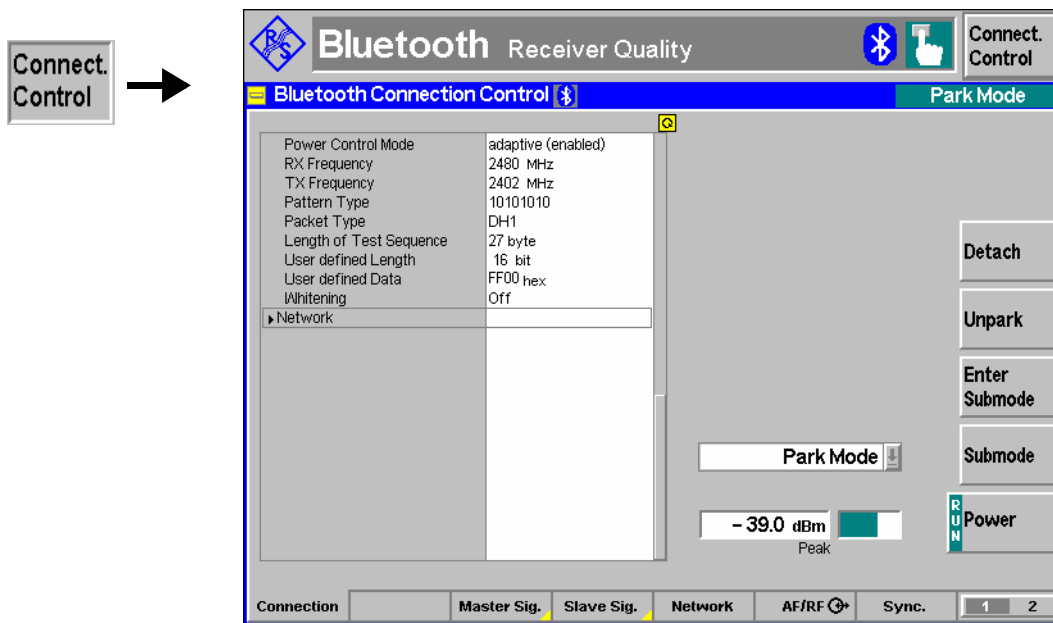 Connect.
Control
R/S
Bluetooth Receiver Quality
Connect.
Control
Bluetooth Connection Control
Park Mode
Power Control Mode adaptive (enabled)
RX Frequency 2480 MHz
TX Frequency 2402 MHz
Pattern Type 10101010
Packet Type DH1
Length of Test Sequence 27 byte
User defined Length 16 bit
User defined Data FF00 hex
Whitening Off
Network
Detach
Unpark
Enter
Submode
Park Mode
Submode
- 39.0 dBm
Peak
RUN
Power
Connection Master Sig. Slave Sig. Network AF/RF Sync. 1 2